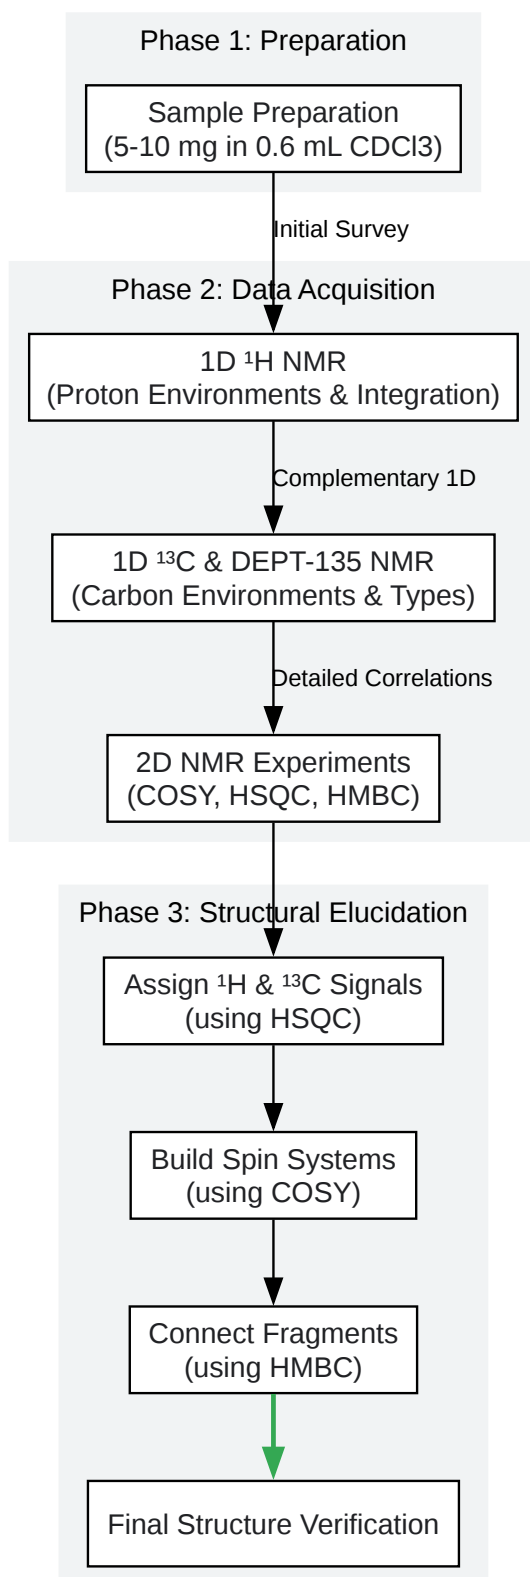 Phase 1: Preparation
Sample Preparation
(5-10 mg in 0.6 mL CDCl3)
Initial Survey
Phase 2: Data Acquisition
1D ¹H NMR
(Proton Environments & Integration)
Complementary 1D
1D ¹³C & DEPT-135 NMR
(Carbon Environments & Types)
Detailed Correlations
2D NMR Experiments
(COSY, HSQC, HMBC)
Phase 3: Structural Elucidation
Assign ¹H & ¹³C Signals
(using HSQC)
Build Spin Systems
(using COSY)
Connect Fragments
(using HMBC)
Final Structure Verification